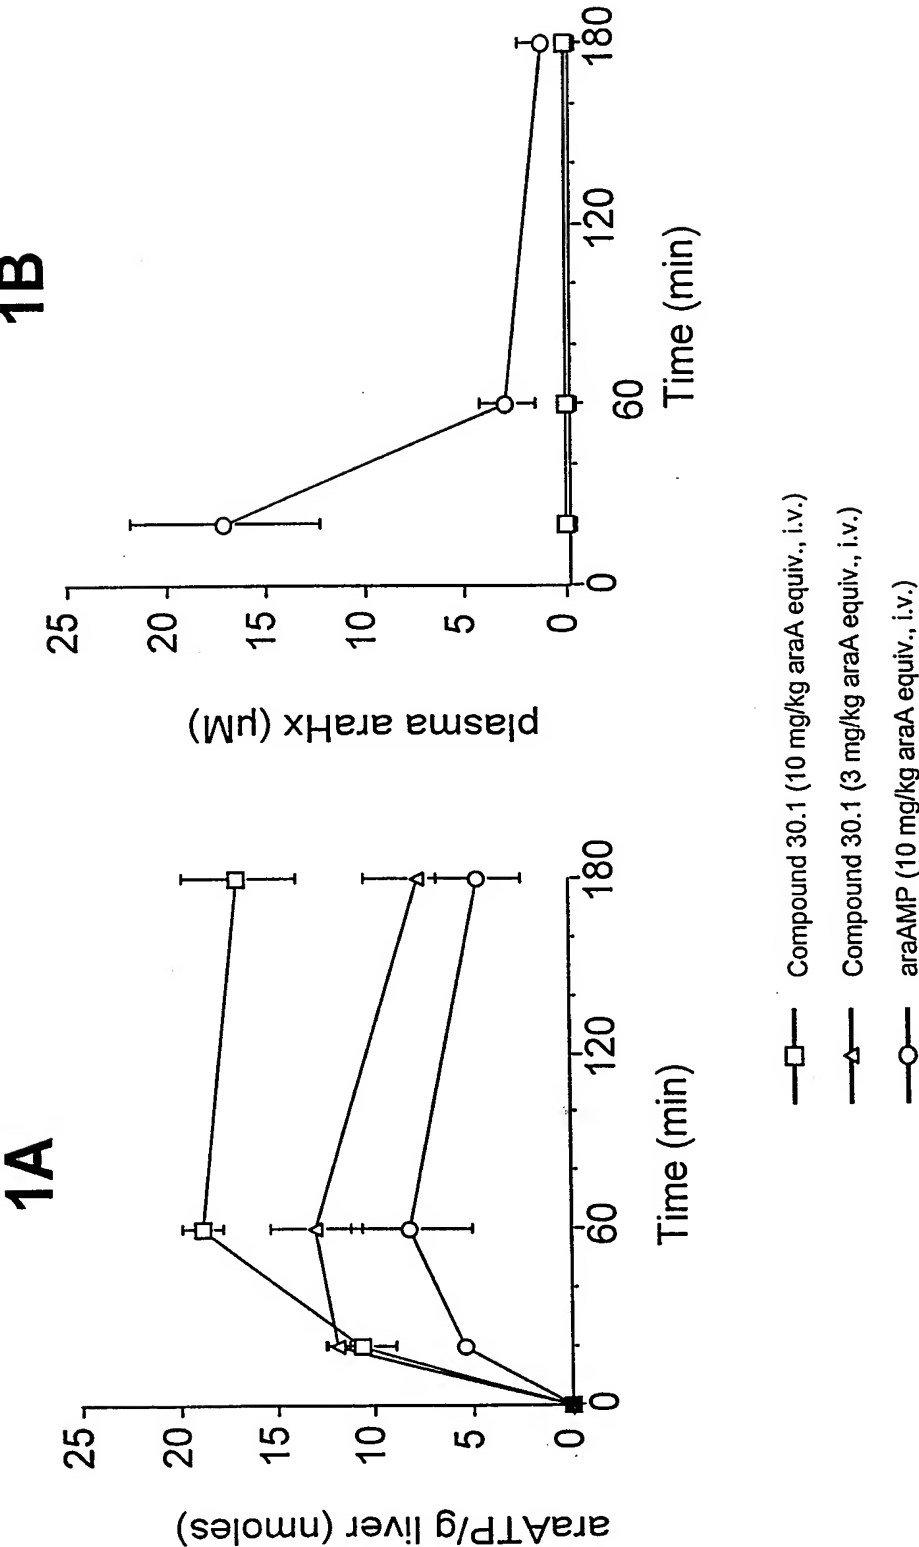 1A
araATP/g liver (nmoles)
25
20
15
10
5
0
0
60
120
180
Time (min)
1B
plasma araHx (µM)
25
20
15
10
5
0
0
60
120
180
Time (min)
Compound 30.1 (10 mg/kg araA equiv., i.v.)
Compound 30.1 (3 mg/kg araA equiv., i.v.)
araAMP (10 mg/kg araA equiv., i.v.)